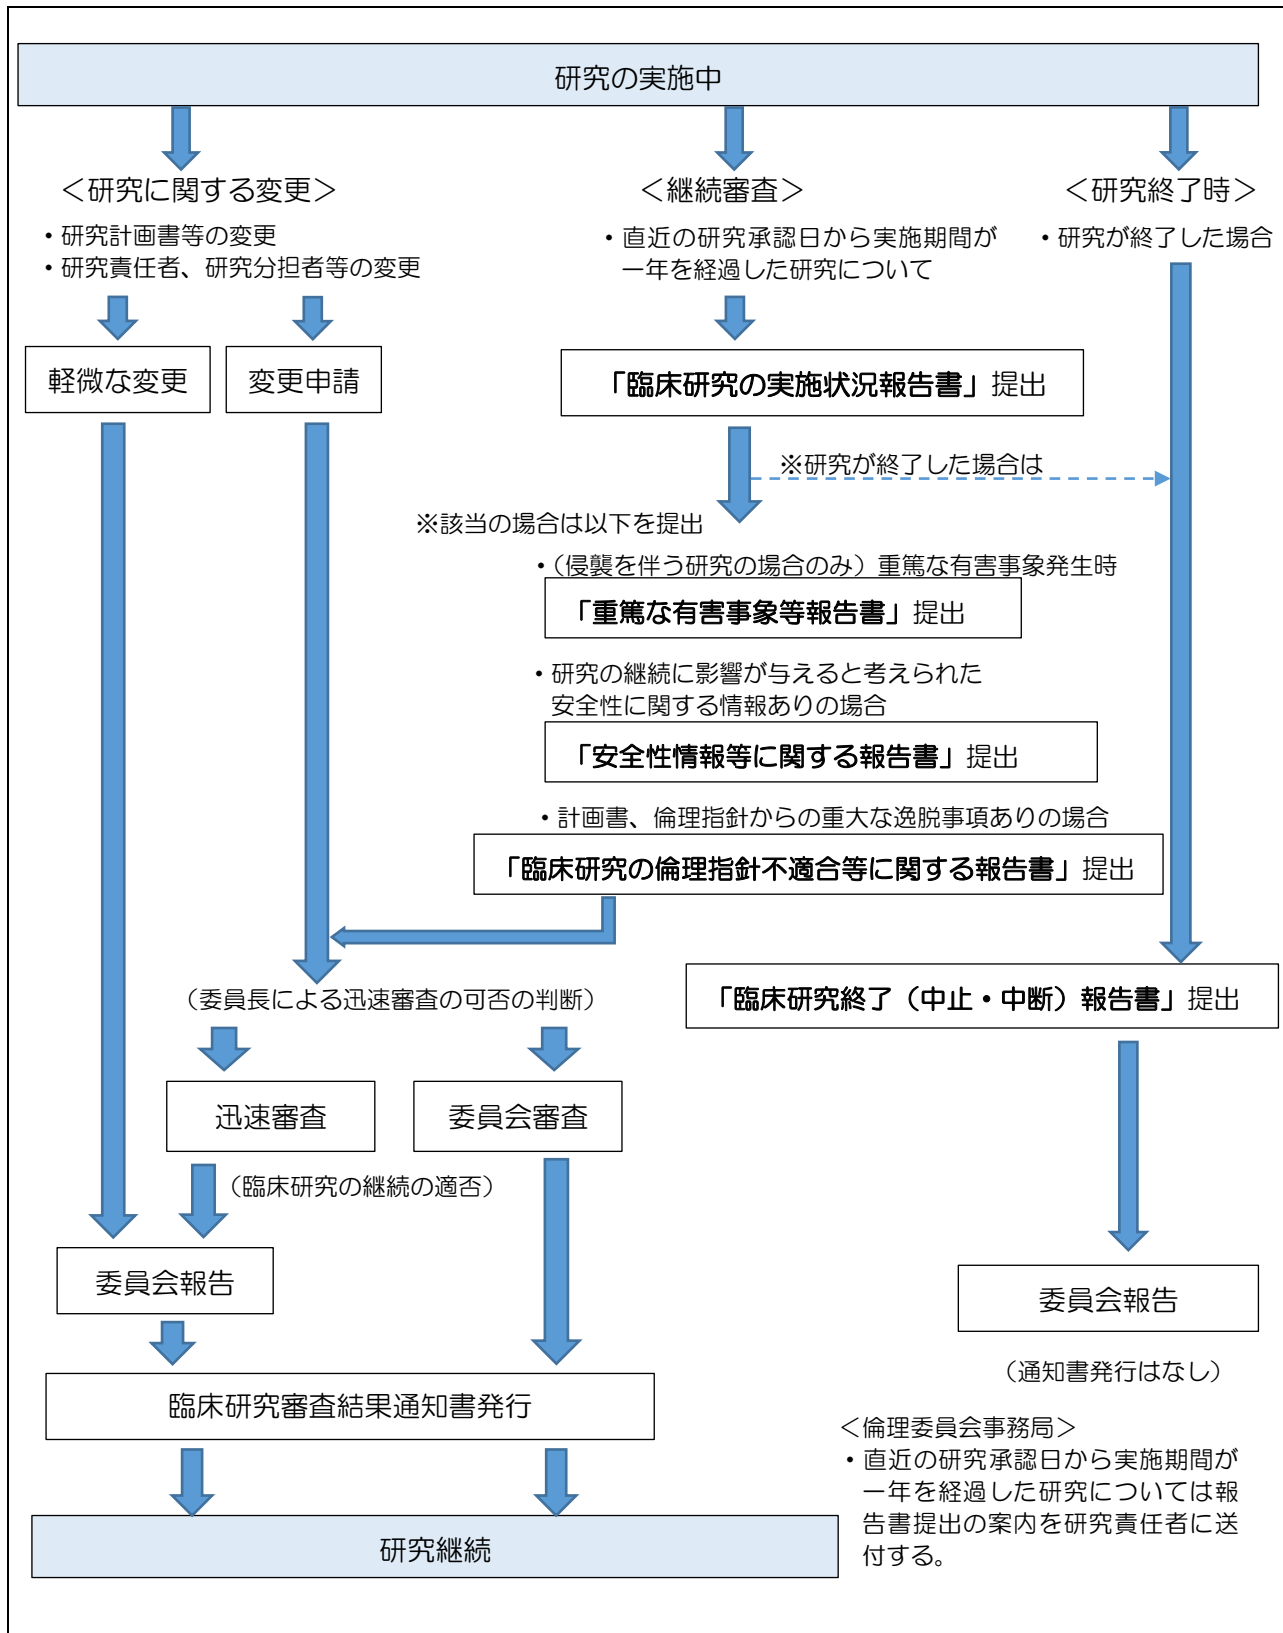 研究の実施中
＜研究に関する変更＞
・研究計画書等の変更
・研究責任者、研究分担者等の変更
＜継続審査＞
・直近の研究承認日から実施期間が
一年を経過した研究について
＜研究終了時＞
・研究が終了した場合
軽微な変更
変更申請
「臨床研究の実施状況報告書」提出
※研究が終了した場合は
※該当の場合は以下を提出
・（侵襲を伴う研究の場合のみ）重篤な有害事象発生時
「重篤な有害事象等報告書」提出
・研究の継続に影響が与えると考えられた
安全性に関する情報ありの場合
「安全性情報等に関する報告書」提出
・計画書、倫理指針からの重大な逸脱事項ありの場合
「臨床研究の倫理指針不適合等に関する報告書」提出
（委員長による迅速審査の可否の判断）
「臨床研究終了（中止・中断）報告書」提出
迅速審査
委員会審査
（臨床研究の継続の適否）
委員会報告
委員会報告
（通知書発行はなし）
臨床研究審査結果通知書発行
＜倫理委員会事務局＞
・直近の研究承認日から実施期間が
一年を経過した研究については報
告書提出の案内を研究責任者に送
付する。
研究継続